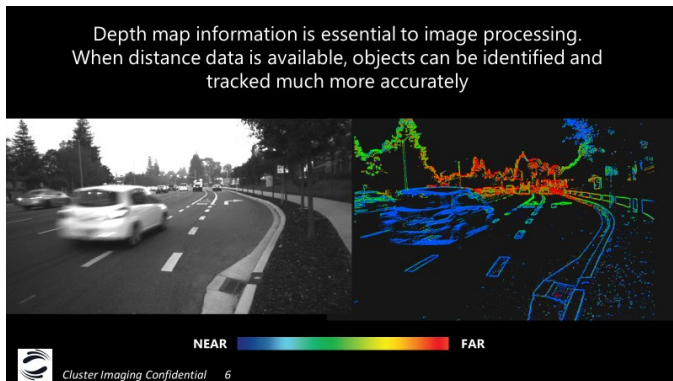 Depth map information is essential to image processing.
When distance data is available, objects can be identified and
tracked much more accurately
NEAR FAR
Cluster Imaging Confidential 6